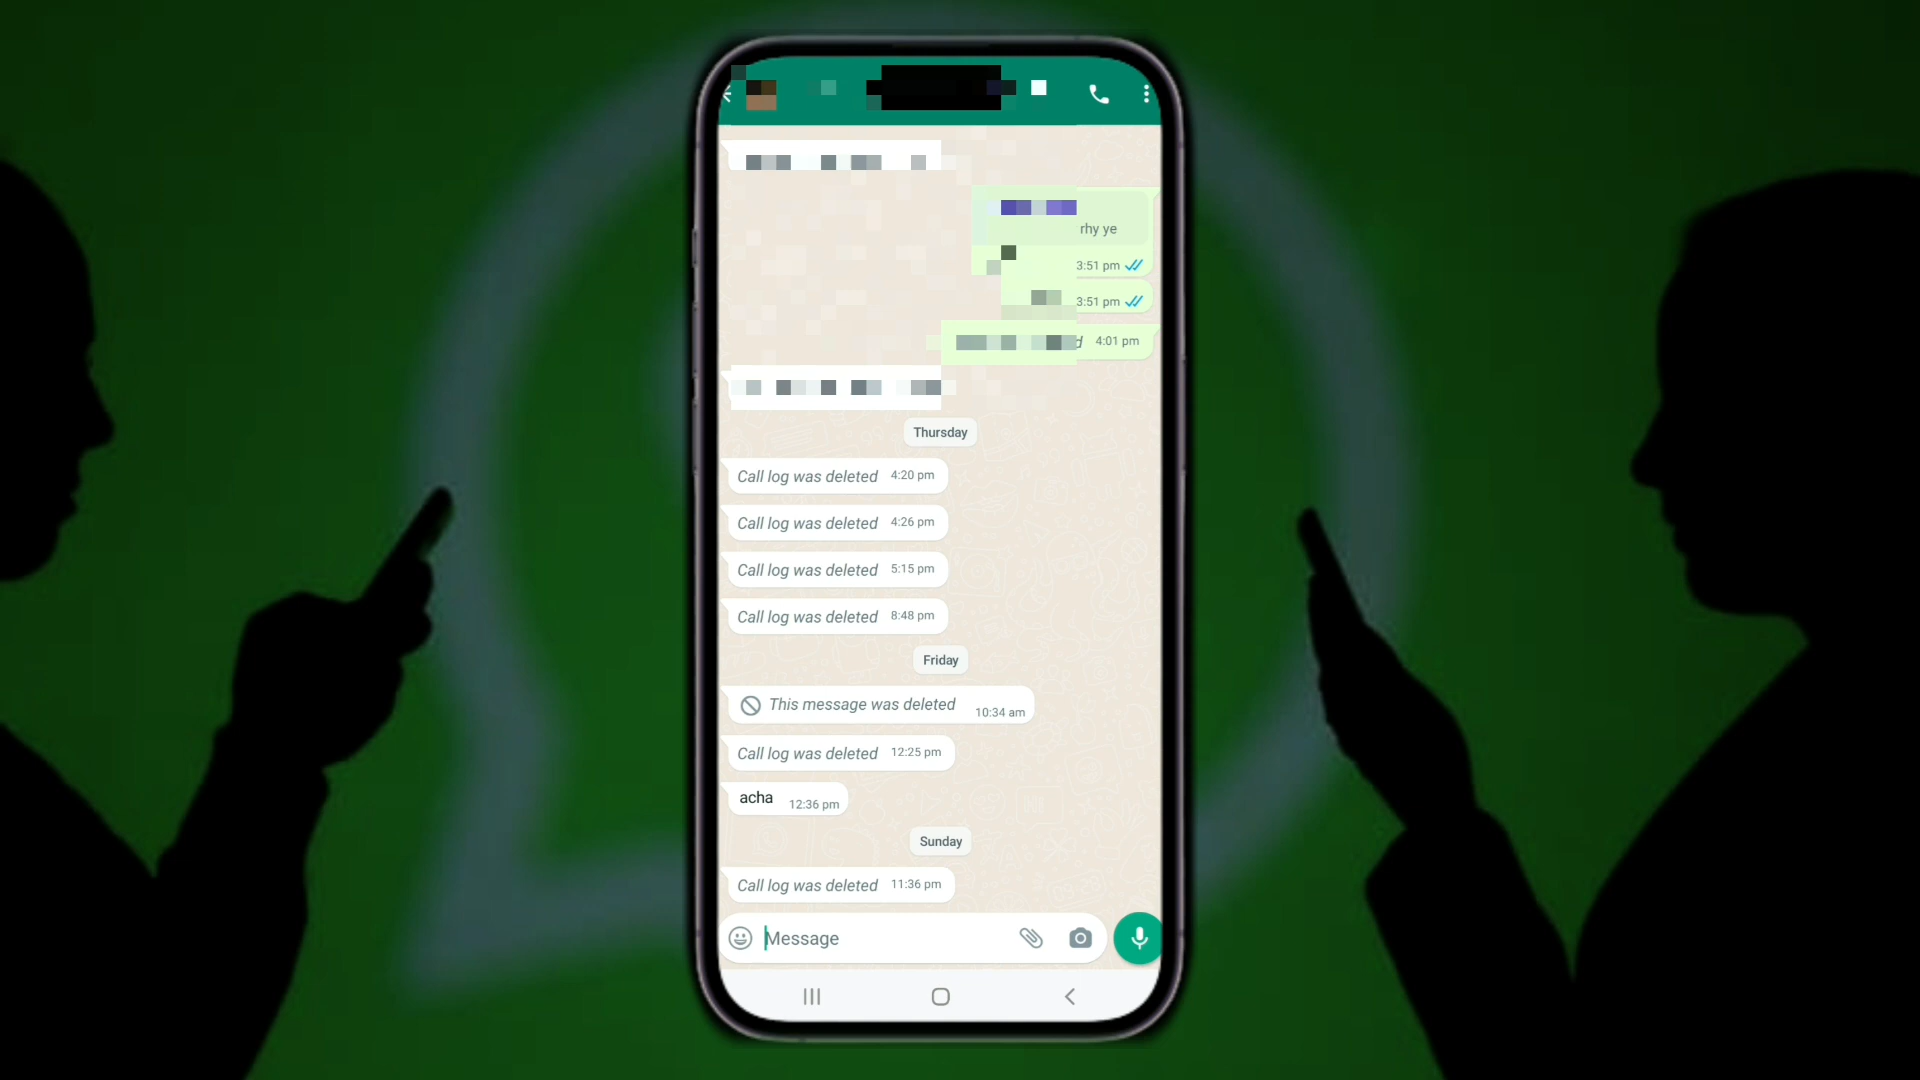 rhy ye
3:51 pm
3:51 pm
4:01 pm
Thursday
Call log was deleted 4:20 pm
Call log was deleted 4:26 pm
Call log was deleted 5:15 pm
Call log was deleted 8:48 pm
Friday
This message was deleted 10:34 am
Call log was deleted 12:25 pm
acha 12:36 pm
Sunday
Call log was deleted 11:36 pm
Message